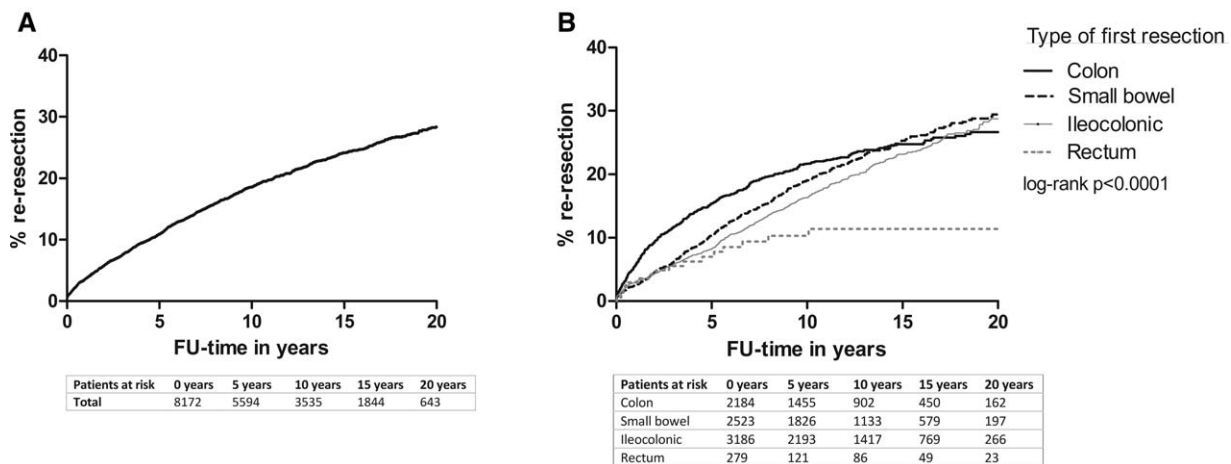 A
40
30
20
10
0
% re-resection
0 5 10 15 20
FU-time in years
Patients at risk 0 years 5 years 10 years 15 years 20 years
Total 8172 5594 3535 1844 643
B
40
30
20
10
0
% re-resection
0 5 10 15 20
FU-time in years
Type of first resection
Colon
Small bowel
Ileocolonic
Rectum
log-rank p<0.0001
Patients at risk 0 years 5 years 10 years 15 years 20 years
Colon 2184 1455 902 450 162
Small bowel 2523 1826 1133 579 197
Ileocolonic 3186 2193 1417 769 266
Rectum 279 121 86 49 23